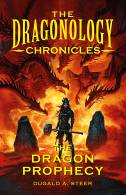 THE
DRAGONOLOGY
CHRONICLES
THE
DRAGON
PROPHECY
DUGALD A. STEER